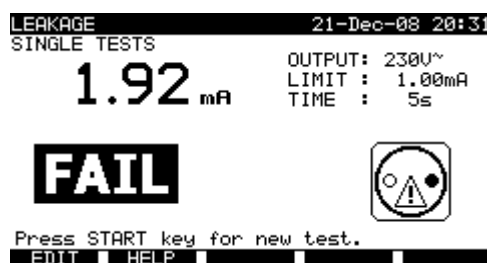 LEAKAGE 21-Dec-08 20:31
SINGLE TESTS
1.92 mA
OUTPUT: 230V~
LIMIT : 1.00mA
TIME : 5s
FAIL
Press START key for new test.
EDIT HELP